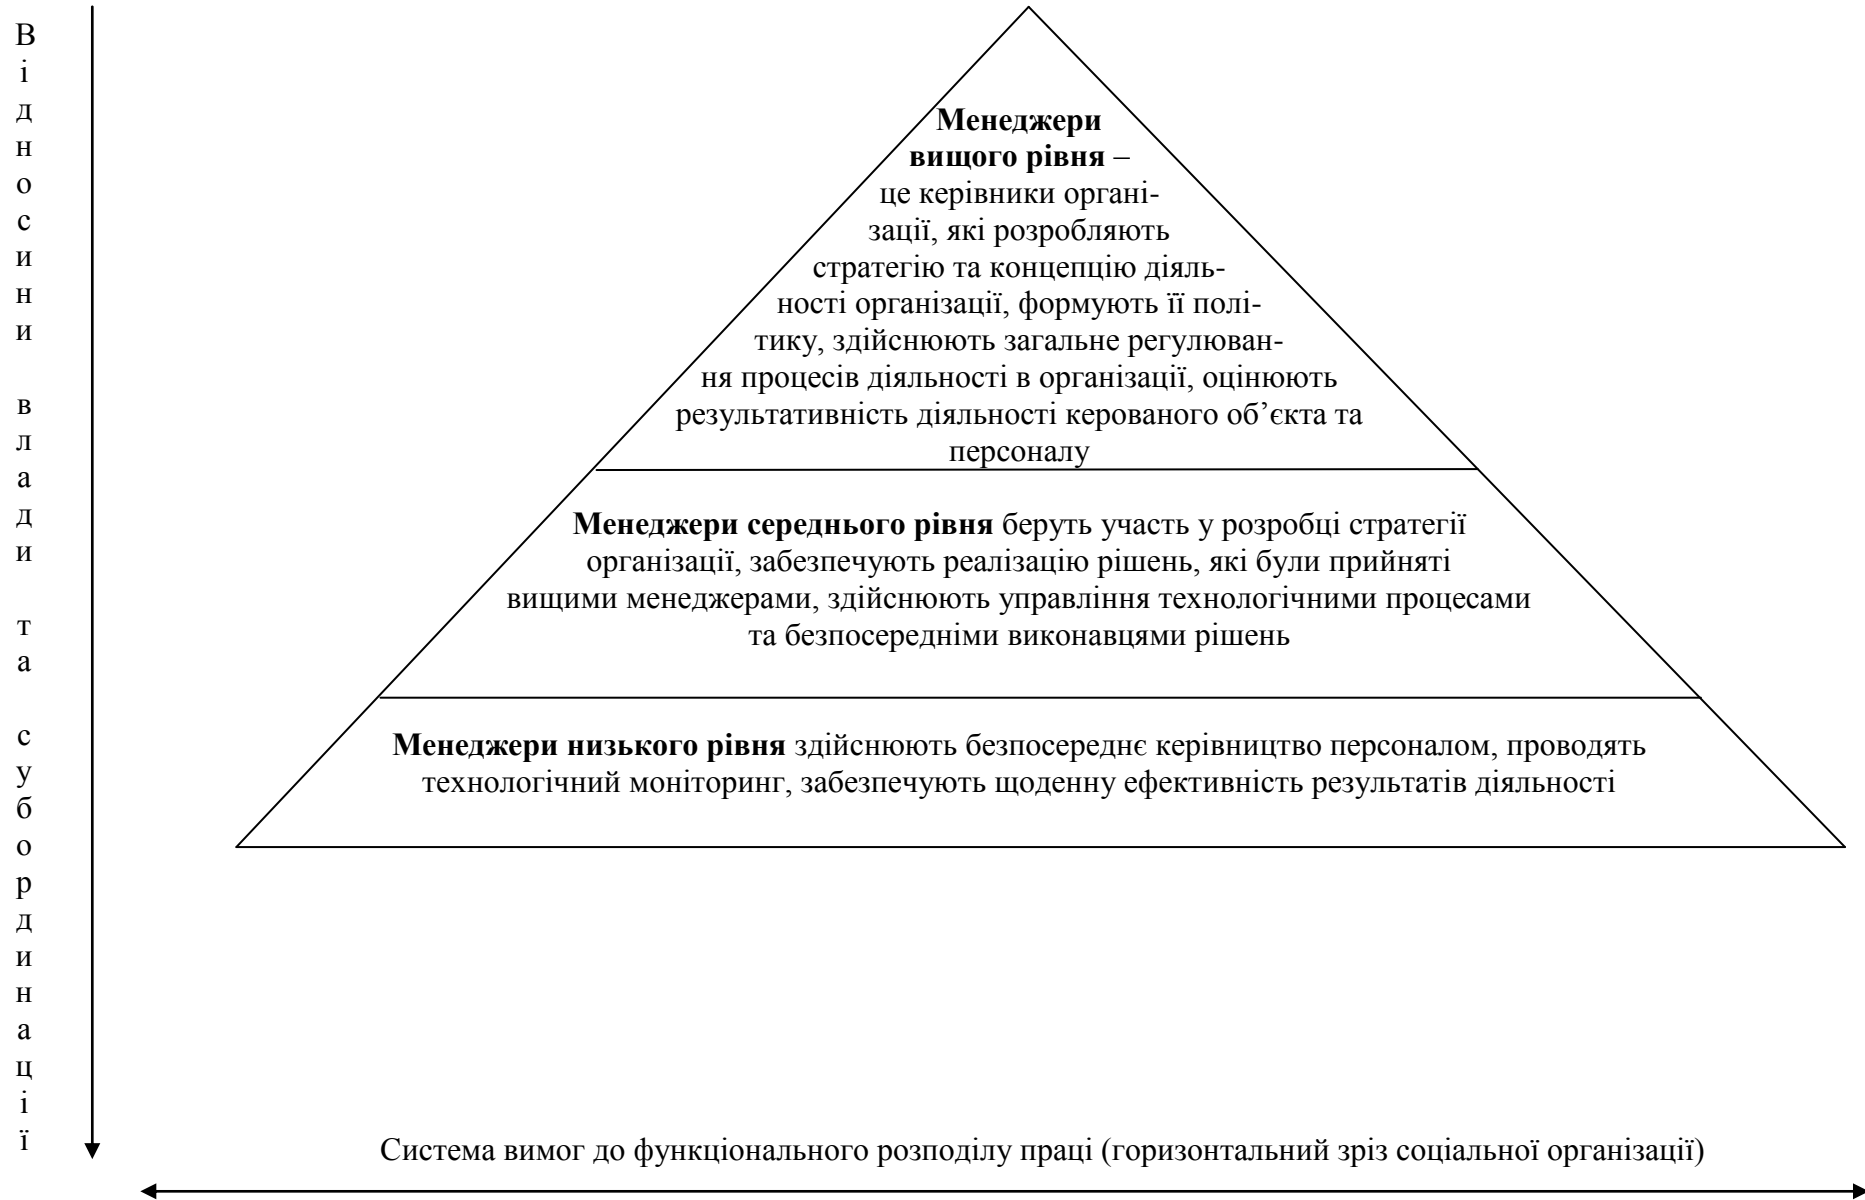 Відносини влади та субординації
Менеджери
вищого рівня –
це керівники органі-
зації, які розробляють
стратегію та концепцію діяль-
ності організації, формують її полі-
тику, здійснюють загальне регулюван-
ня процесів діяльності в організації, оцінюють
результативність діяльності керованого об’єкта та
персоналу
Менеджери середнього рівня беруть участь у розробці стратегії
організації, забезпечують реалізацію рішень, які були прийняті
вищими менеджерами, здійснюють управління технологічними процесами
та безпосередніми виконавцями рішень
Менеджери низького рівня здійснюють безпосереднє керівництво персоналом, проводять
технологічний моніторинг, забезпечують щоденну ефективність результатів діяльності
Система вимог до функціонального розподілу праці (горизонтальний зріз соціальної організації)